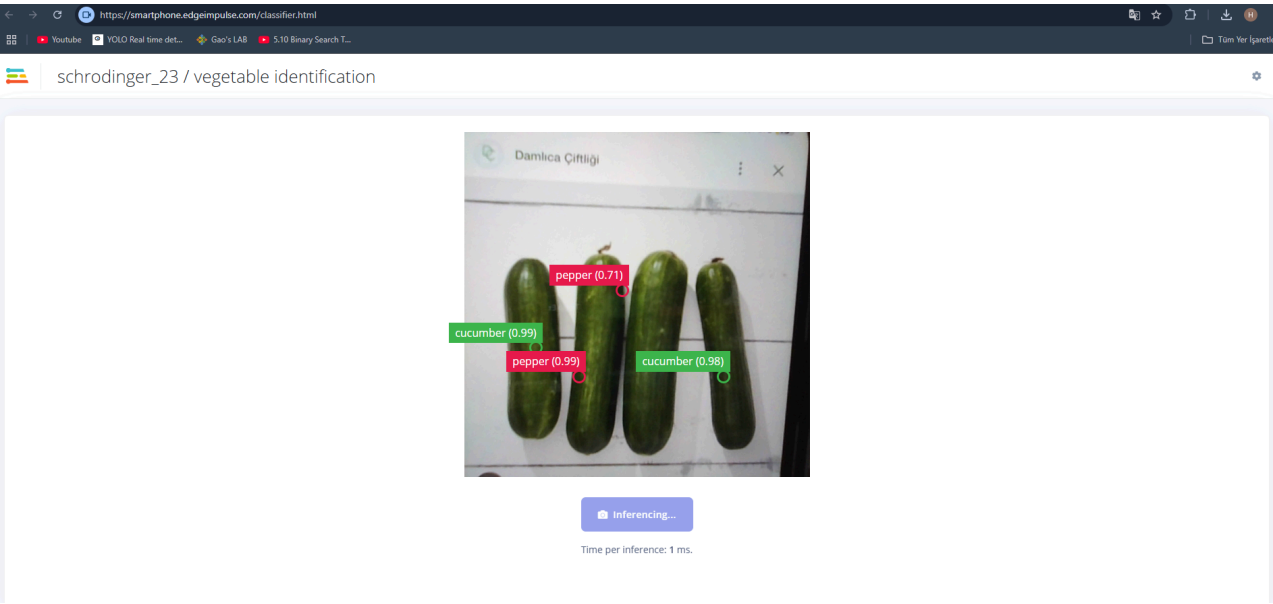 https://smartphone.edgeimpulse.com/classifier.html
H
Youtube
YOLO Real time det...
Gao's LAB
5.10 Binary Search T...
Tüm Yer İşaretle
schrodinger_23 / vegetable identification
Damlıca Çiftliği
pepper (0.71)
cucumber (0.99)
pepper (0.99)
cucumber (0.98)
Inferencing...
Time per inference: 1 ms.